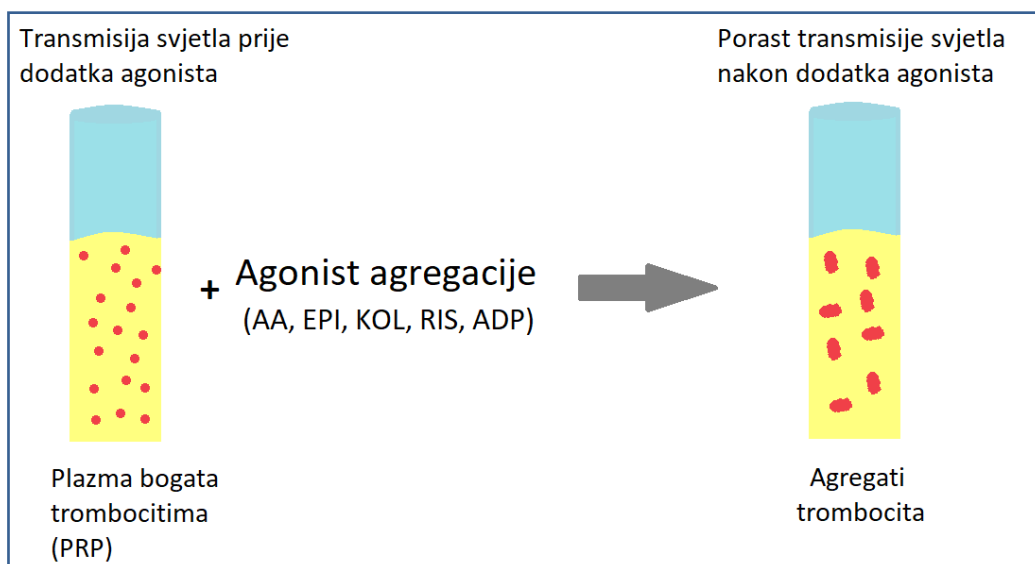 Transmisija svjetla prije
dodatka agonista
Porast transmisije svjetla
nakon dodatka agonista
+ Agonist agregacije
(AA, EPI, KOL, RIS, ADP)
Plazma bogata
trombocitima
(PRP)
Agregati
trombocita